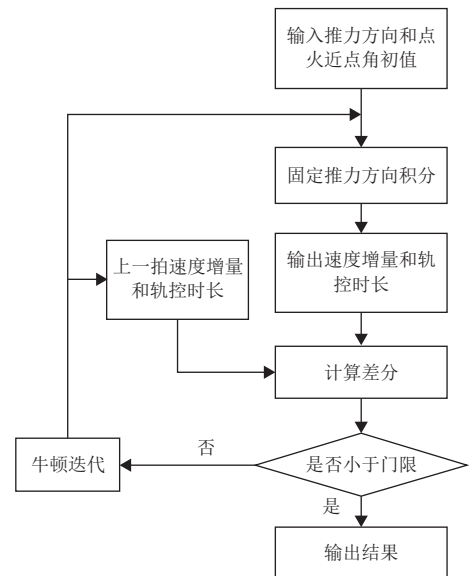 输入推力方向和点
火近点角初值
固定推力方向积分
上一拍速度增量
和轨控时长
输出速度增量和轨
控时长
计算差分
牛顿迭代
否
是否小于门限
是
输出结果